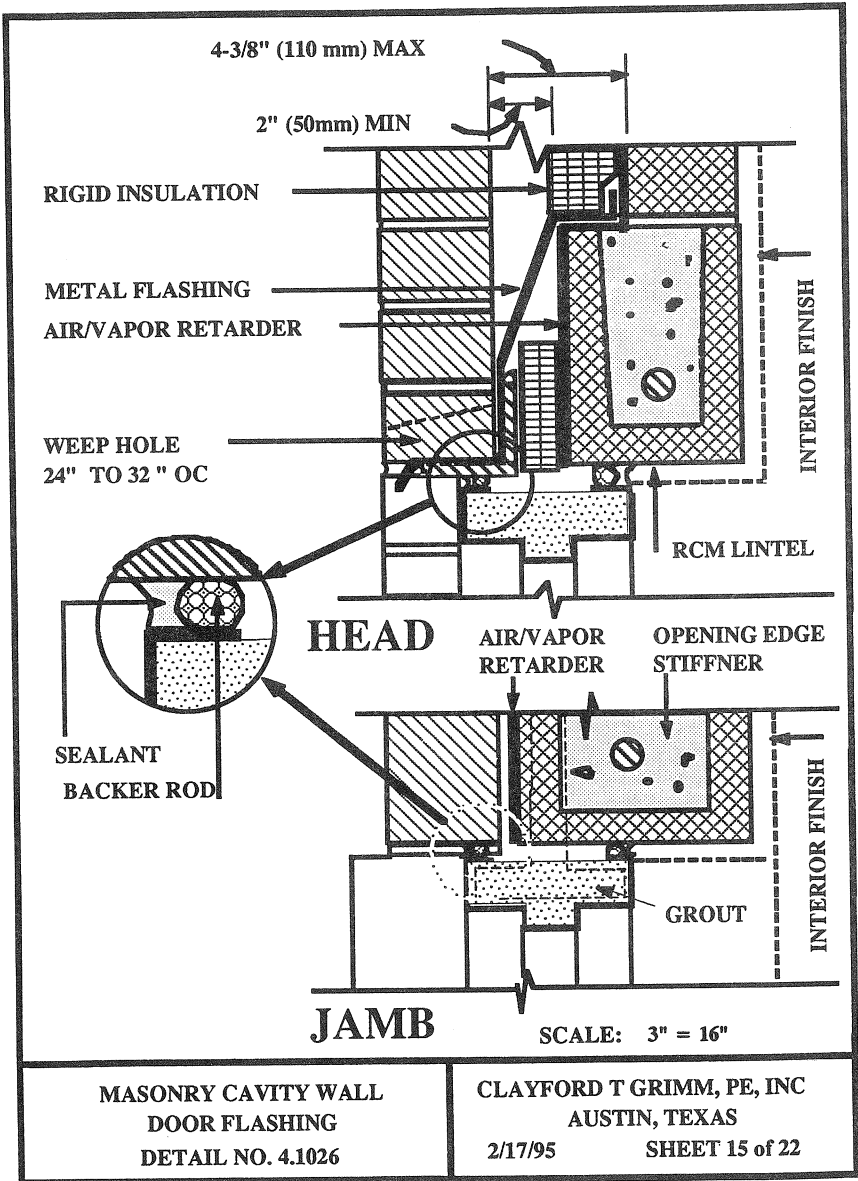 4-3/8" (110 mm) MAX
2" (50mm) MIN
RIGID INSULATION
METAL FLASHING
AIR/VAPOR RETARDER
WEEP HOLE
24" TO 32 " OC
INTERIOR FINISH
RCM LINTEL
HEAD
AIR/VAPOR
RETARDER
OPENING EDGE
STIFFNER
SEALANT
BACKER ROD
INTERIOR FINISH
GROUT
JAMB
SCALE: 3" = 16"
MASONRY CAVITY WALL
DOOR FLASHING
DETAIL NO. 4.1026
CLAYFORD T GRIMM, PE, INC
AUSTIN, TEXAS
2/17/95 SHEET 15 of 22